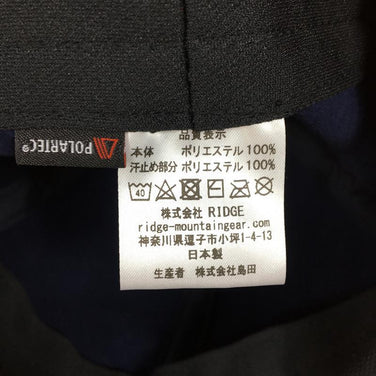 品質表示
本体 ポリエステル100%
汗止め部分 ポリエステル100%
40
株式会社 RIDGE
ridge-mountaingear.com
神奈川県逗子市小坪1-4-13
日本製
生産者 株式会社島田
POLARTEC®